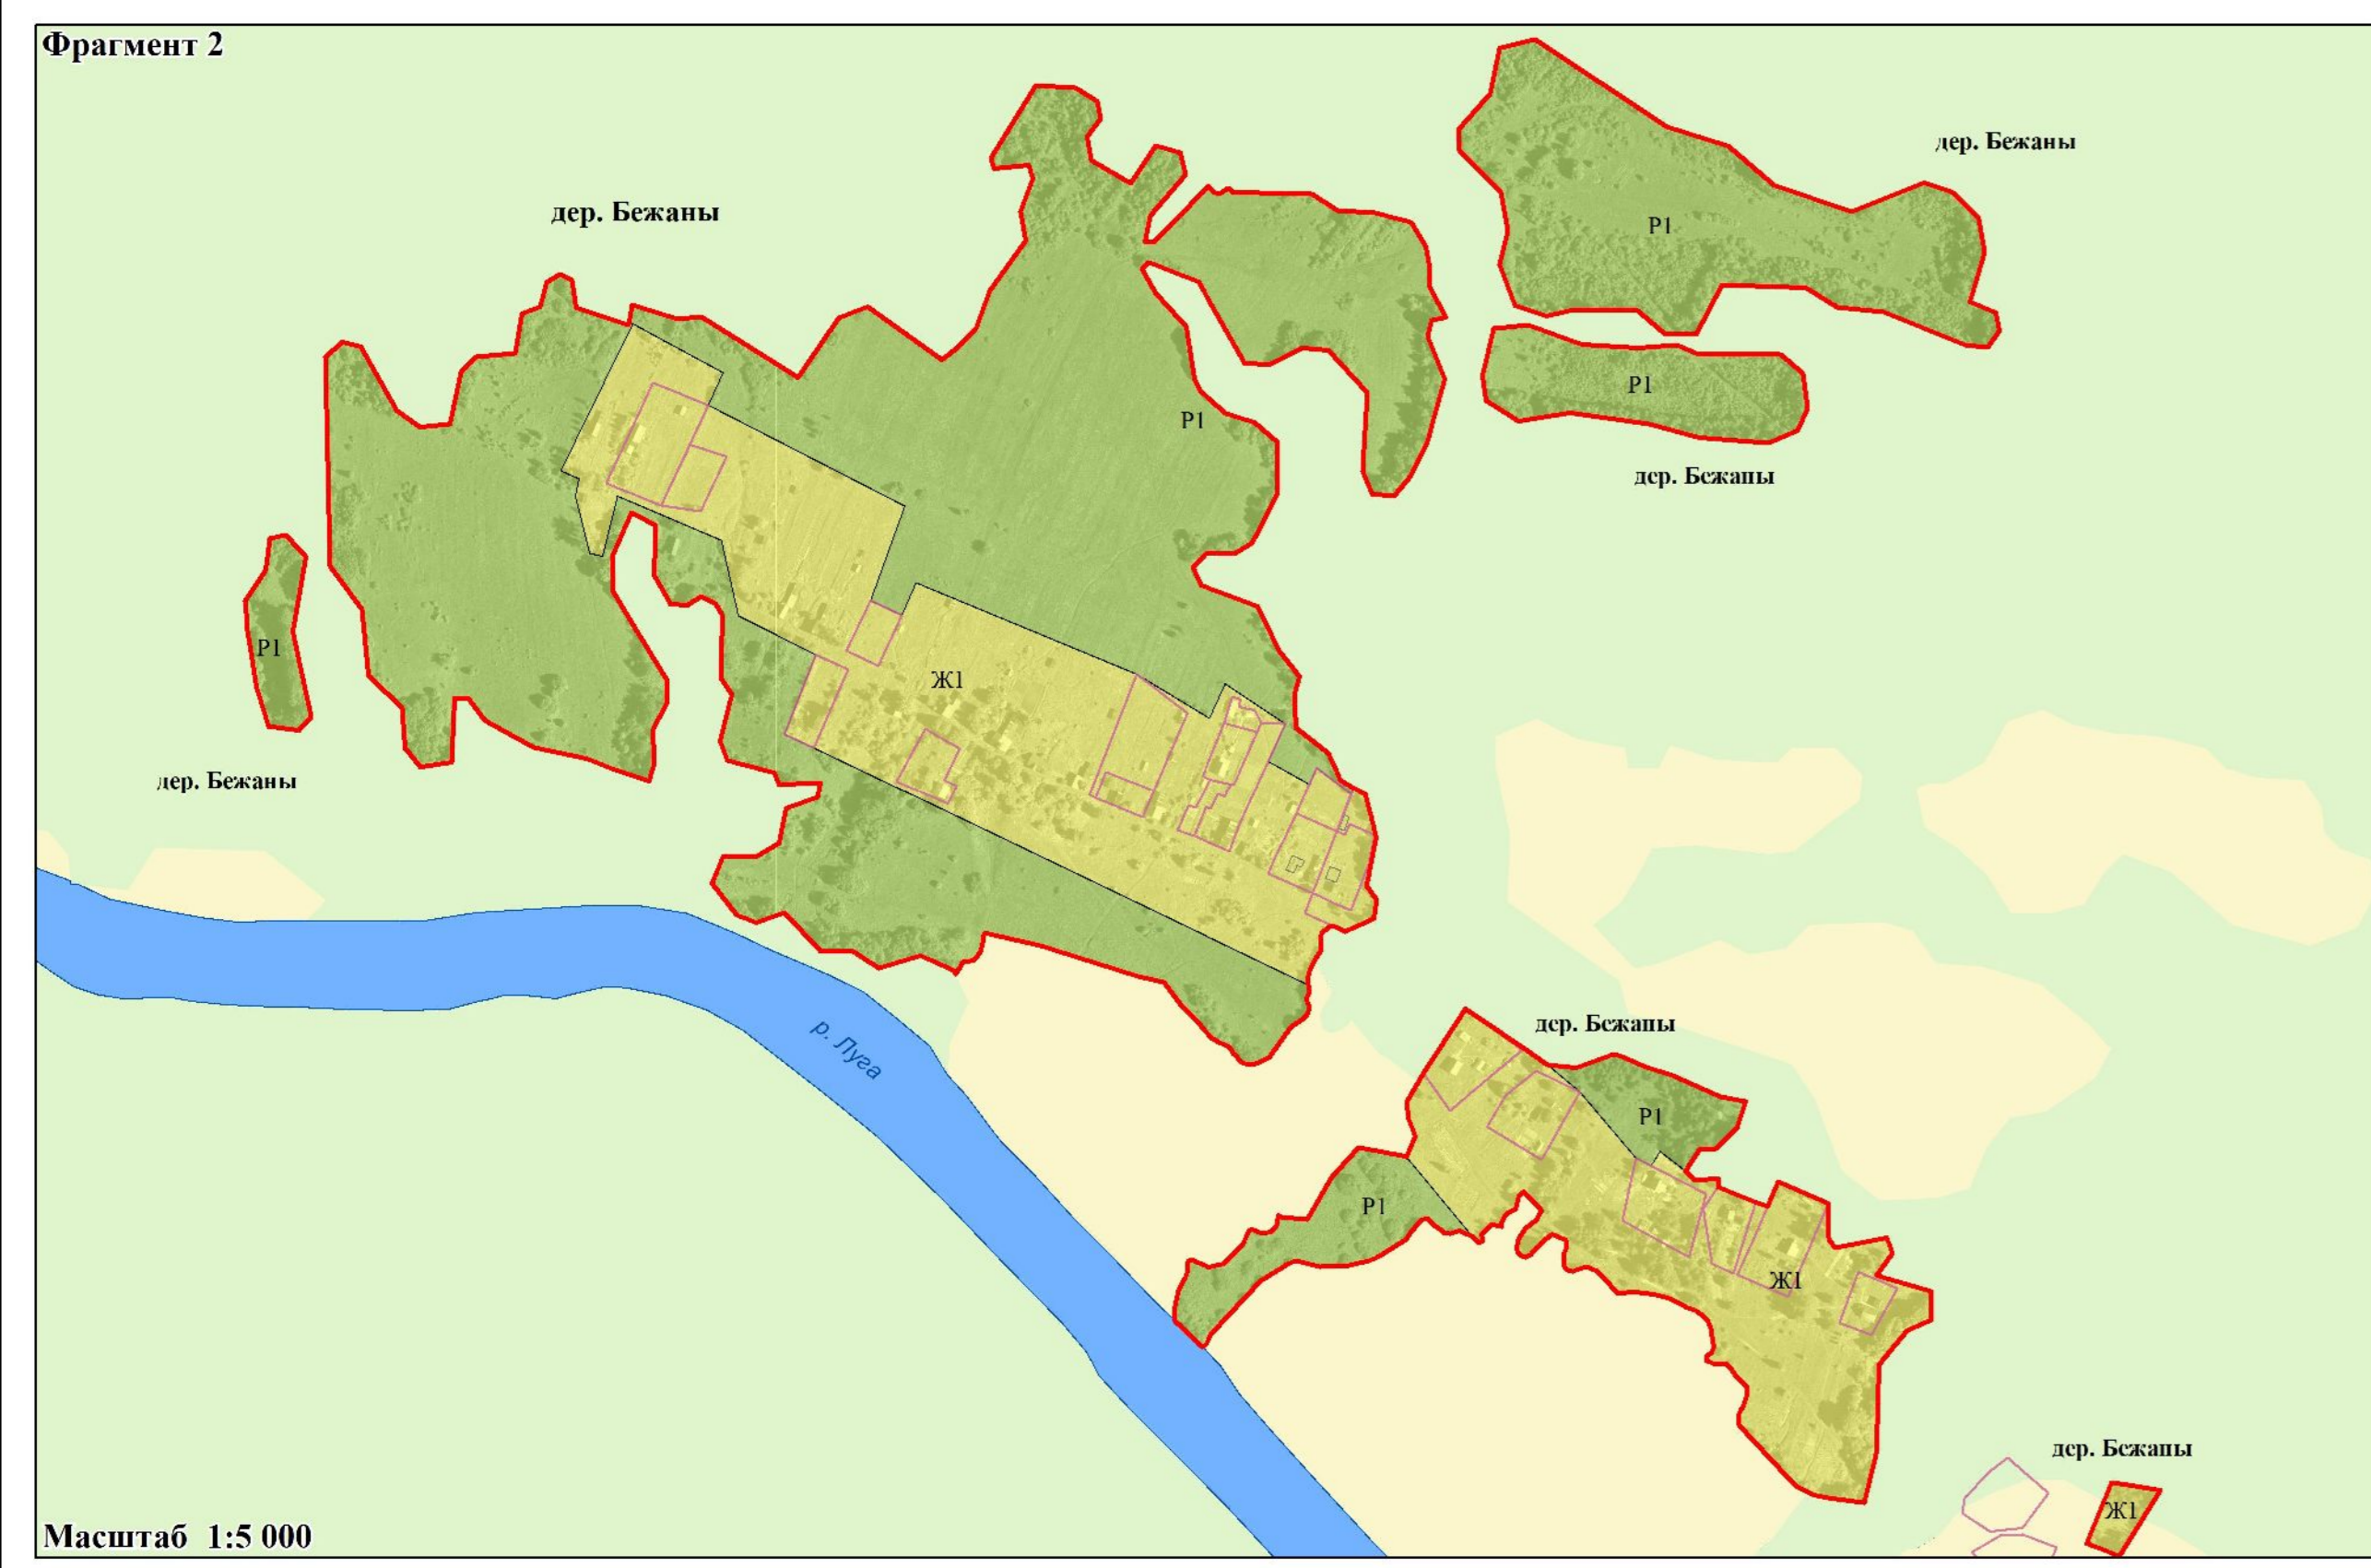 Фрагмент 2
дер. Бежаны
дер. Бежаны
Р1
Р1
Р1
дер. Бежаны
Р1
Ж1
дер. Бежаны
р. Луга
дер. Бежаны
Р1
Р1
Ж1
дер. Бежаны
Ж1
Масштаб 1:5 000